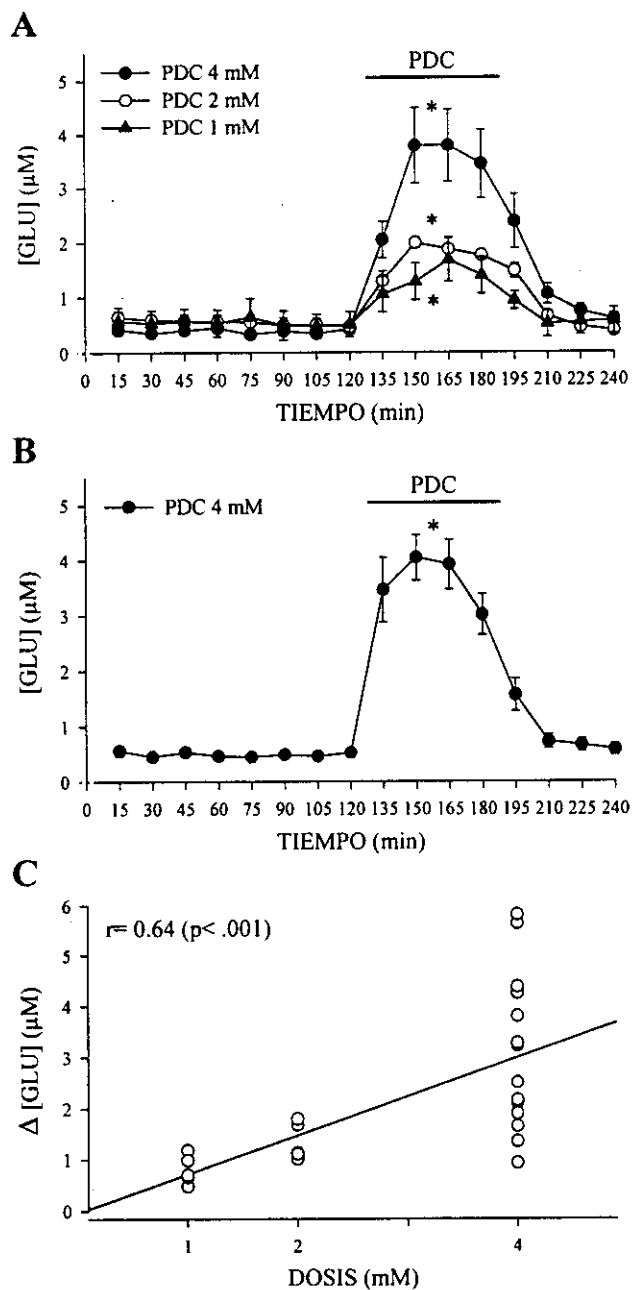 A
PDC
PDC 4 mM
PDC 2 mM
PDC 1 mM
*
*
*
[GLU] (µM)
5
4
3
2
1
0
0 15 30 45 60 75 90 105 120 135 150 165 180 195 210 225 240
TIEMPO (min)
B
PDC
PDC 4 mM
*
[GLU] (µM)
5
4
3
2
1
0
0 15 30 45 60 75 90 105 120 135 150 165 180 195 210 225 240
TIEMPO (min)
C
r= 0.64 (p< .001)
Δ [GLU] (µM)
6
5
4
3
2
1
0
1 2 4
DOSIS (mM)